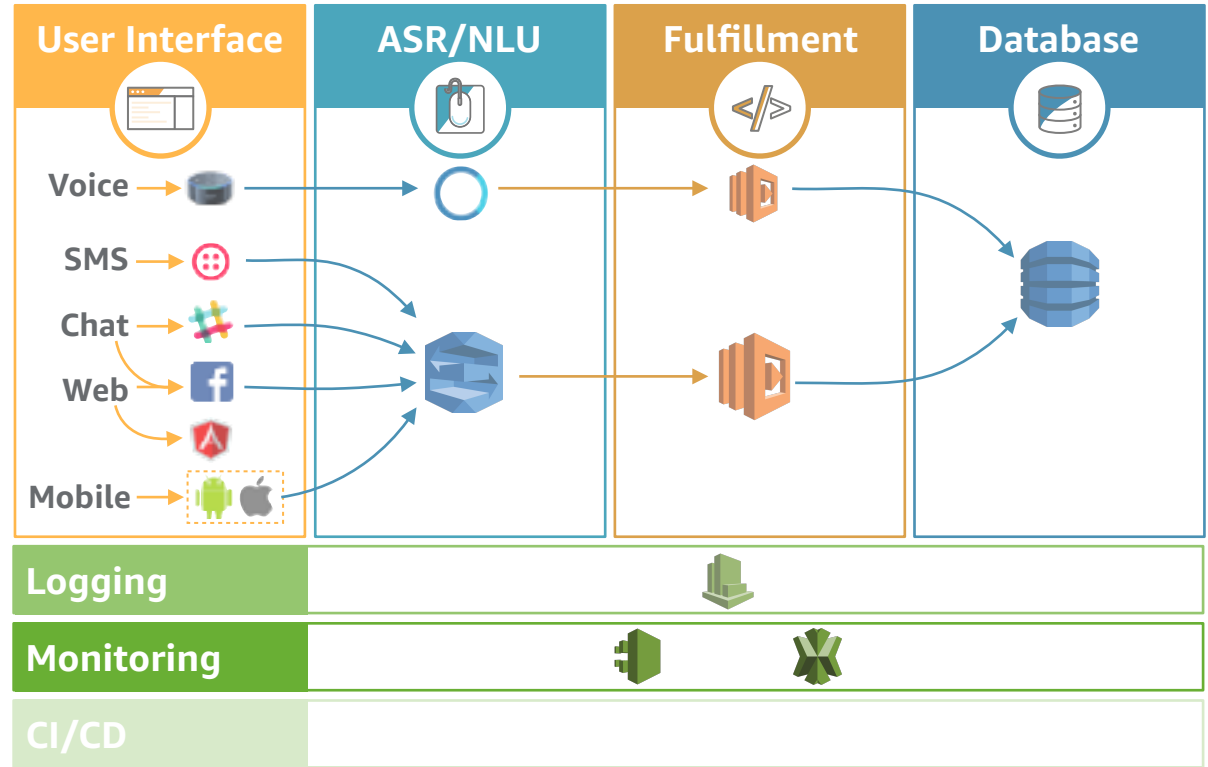 User Interface
ASR/NLU
Fulfillment
Database
Voice
SMS
Chat
Web
Mobile
Logging
Monitoring
CI/CD